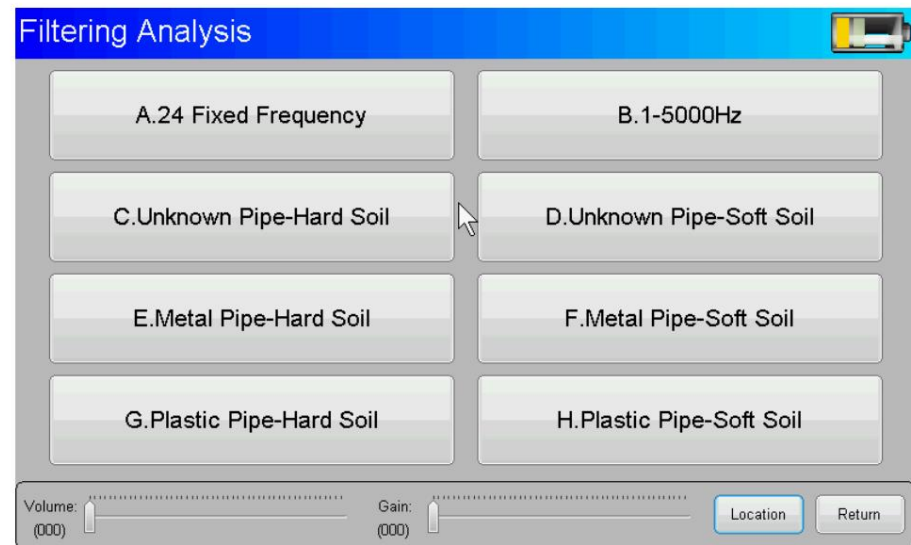 Filtering Analysis
A.24 Fixed Frequency
B.1-5000Hz
C.Unknown Pipe-Hard Soil
D.Unknown Pipe-Soft Soil
E.Metal Pipe-Hard Soil
F.Metal Pipe-Soft Soil
G.Plastic Pipe-Hard Soil
H.Plastic Pipe-Soft Soil
Volume:
(000)
Gain:
(000)
Location
Return